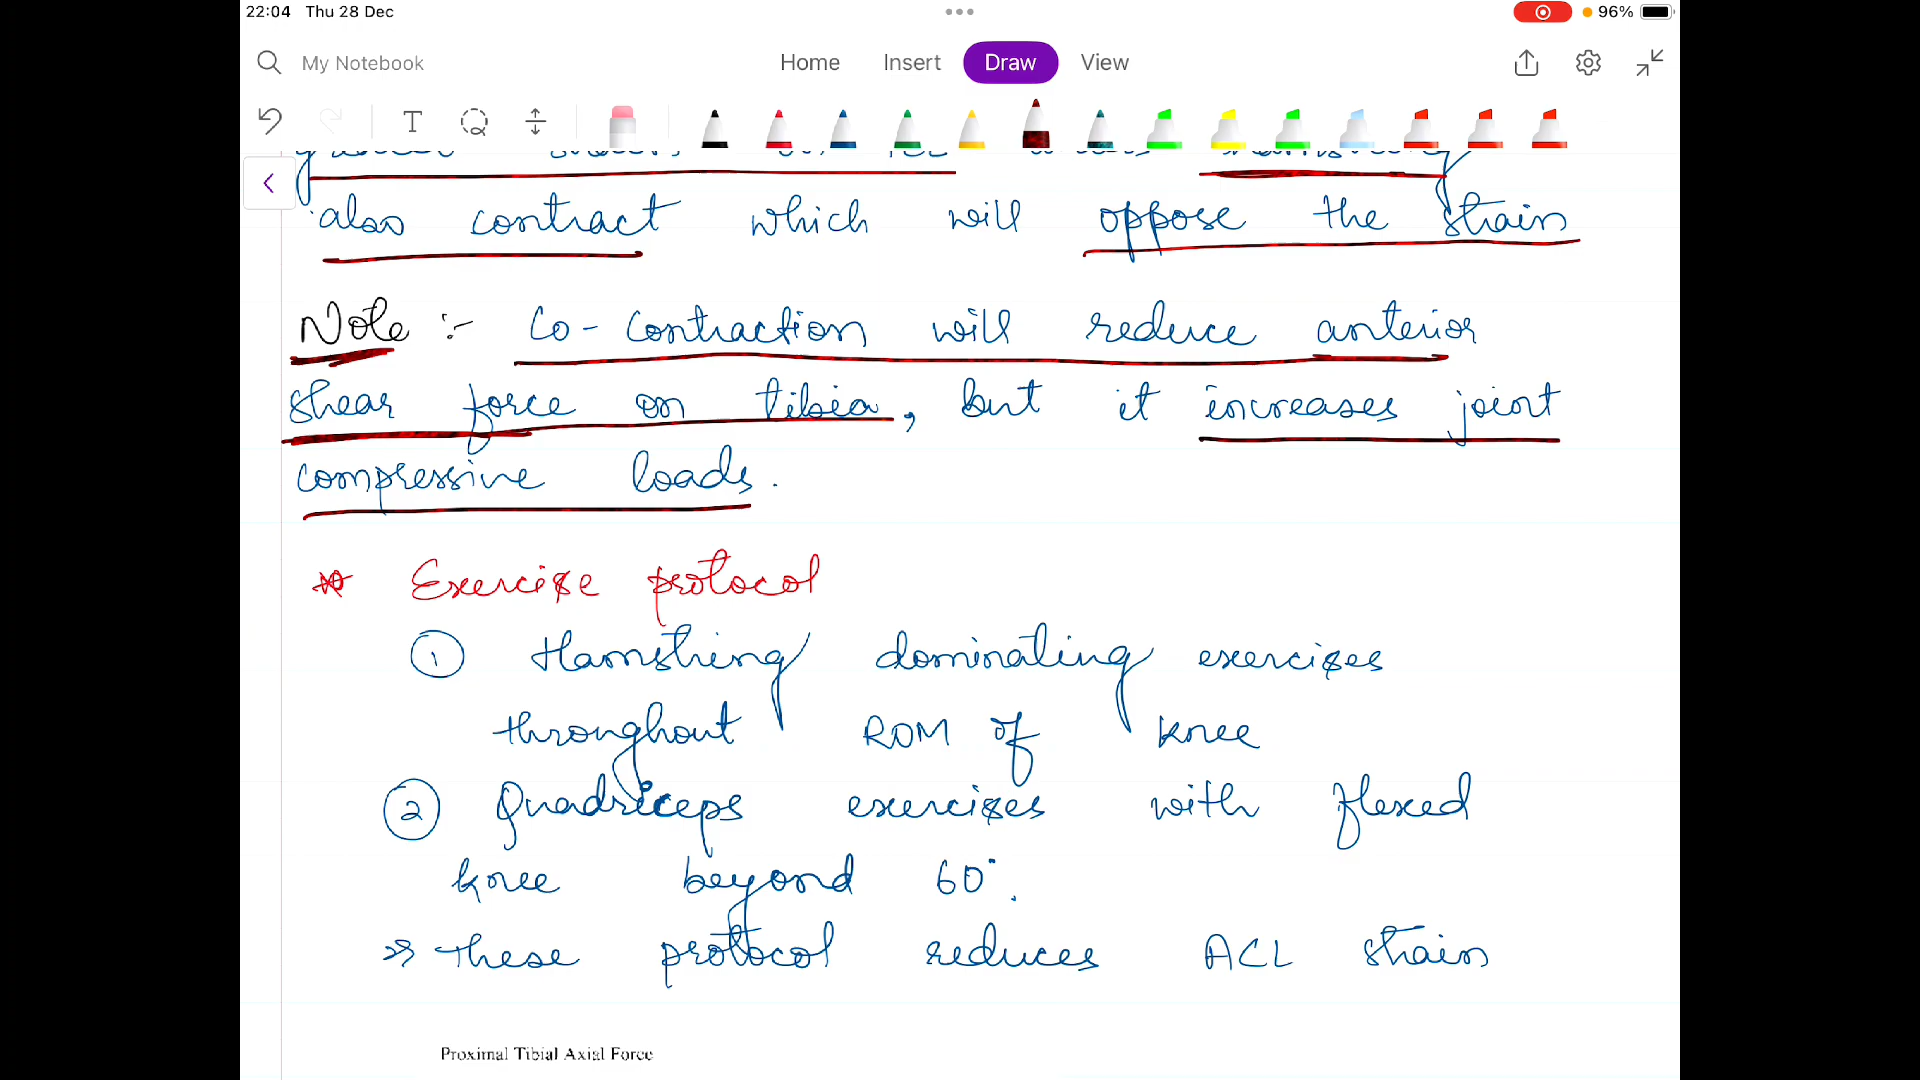 22:04 Thu 28 Dec
96%
My Notebook
Home Insert Draw View
T
also contract which will oppose the strain
Note :- Co-contraction will reduce anterior
shear force on tibia, but it increases joint
compressive loads.
Exercise protocol
1 Hamstring dominating exercises
throughout ROM of knee
2 Quadriceps exercises with flexed
knee beyond 60°.
These protocol reduces ACL strain
Proximal Tibial Axial Force